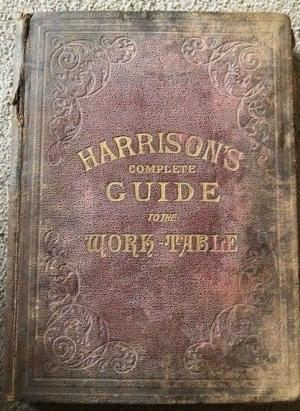 HARRISON'S
COMPLETE
GUIDE
TO THE
WORK-TABLE